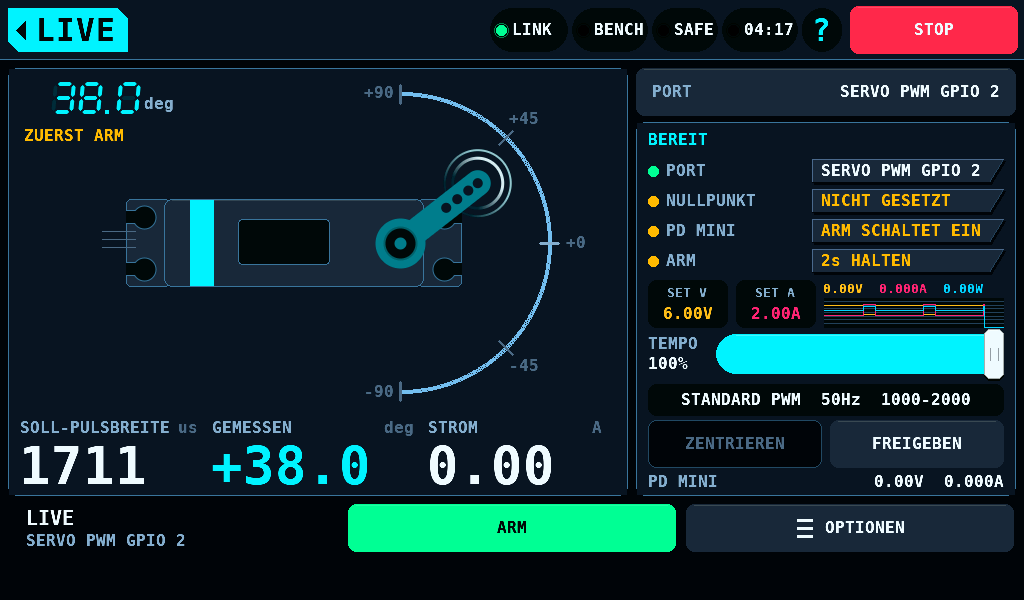 LIVE
LINK BENCH SAFE 04:17 ? STOP
38.0 deg
ZUERST ARM
+90
+45
+0
-45
-90
SOLL-PULSBREITE us GEMESSEN deg STROM A
1711 +38.0 0.00
PORT SERVO PWM GPIO 2
BEREIT
PORT SERVO PWM GPIO 2
NULLPUNKT NICHT GESETZT
PD MINI ARM SCHALTET EIN
ARM 2s HALTEN
SET V SET A 0.00V 0.000A 0.00W
6.00V 2.00A
TEMPO
100%
STANDARD PWM 50Hz 1000-2000
ZENTRIEREN FREIGEBEN
PD MINI 0.00V 0.000A
LIVE
SERVO PWM GPIO 2
ARM
OPTIONEN